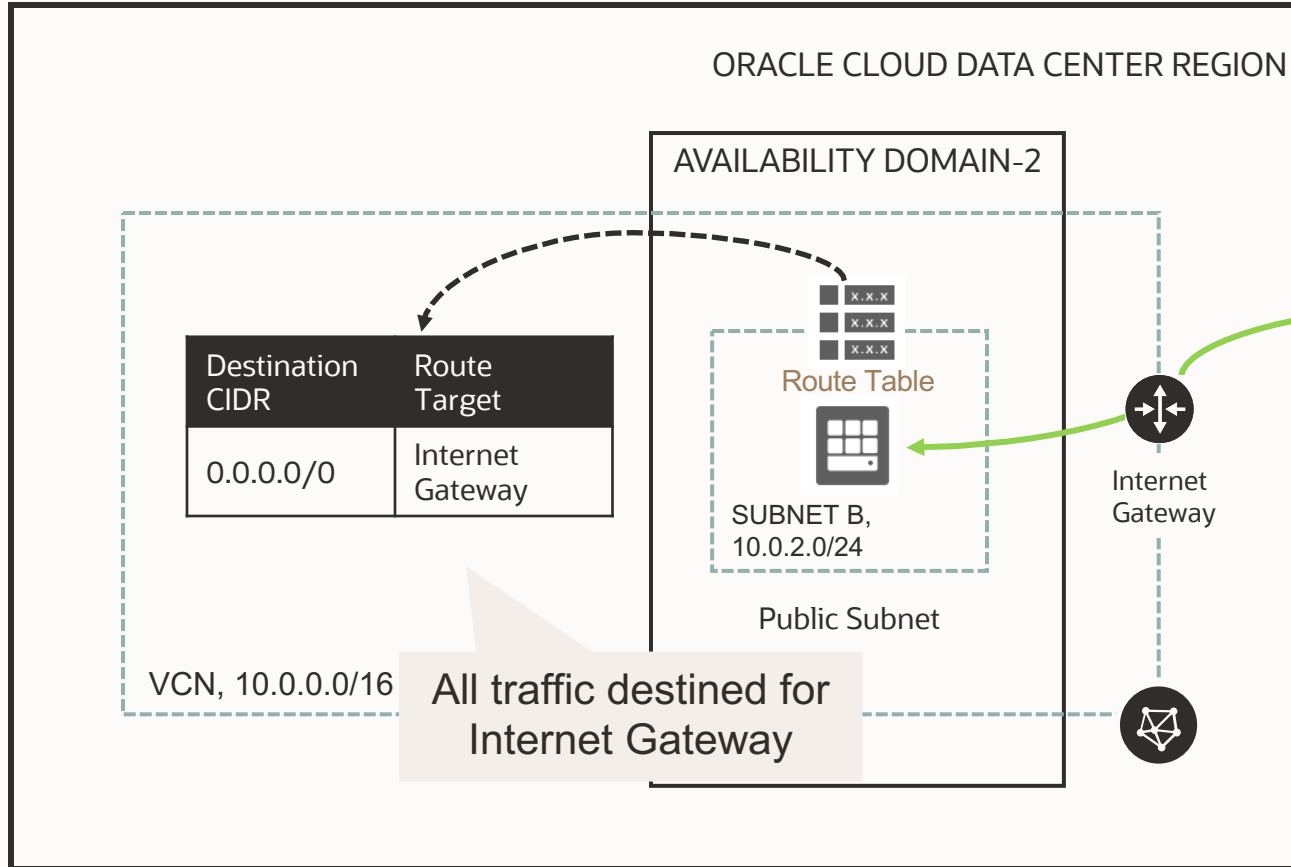 ORACLE CLOUD DATA CENTER REGION
AVAILABILITY DOMAIN-2
x.x.x
x.x.x
x.x.x
Route Table
Destination
CIDR
Route
Target
0.0.0.0/0
Internet
Gateway
SUBNET B,
10.0.2.0/24
Internet
Gateway
Public Subnet
VCN, 10.0.0.0/16
All traffic destined for
Internet Gateway